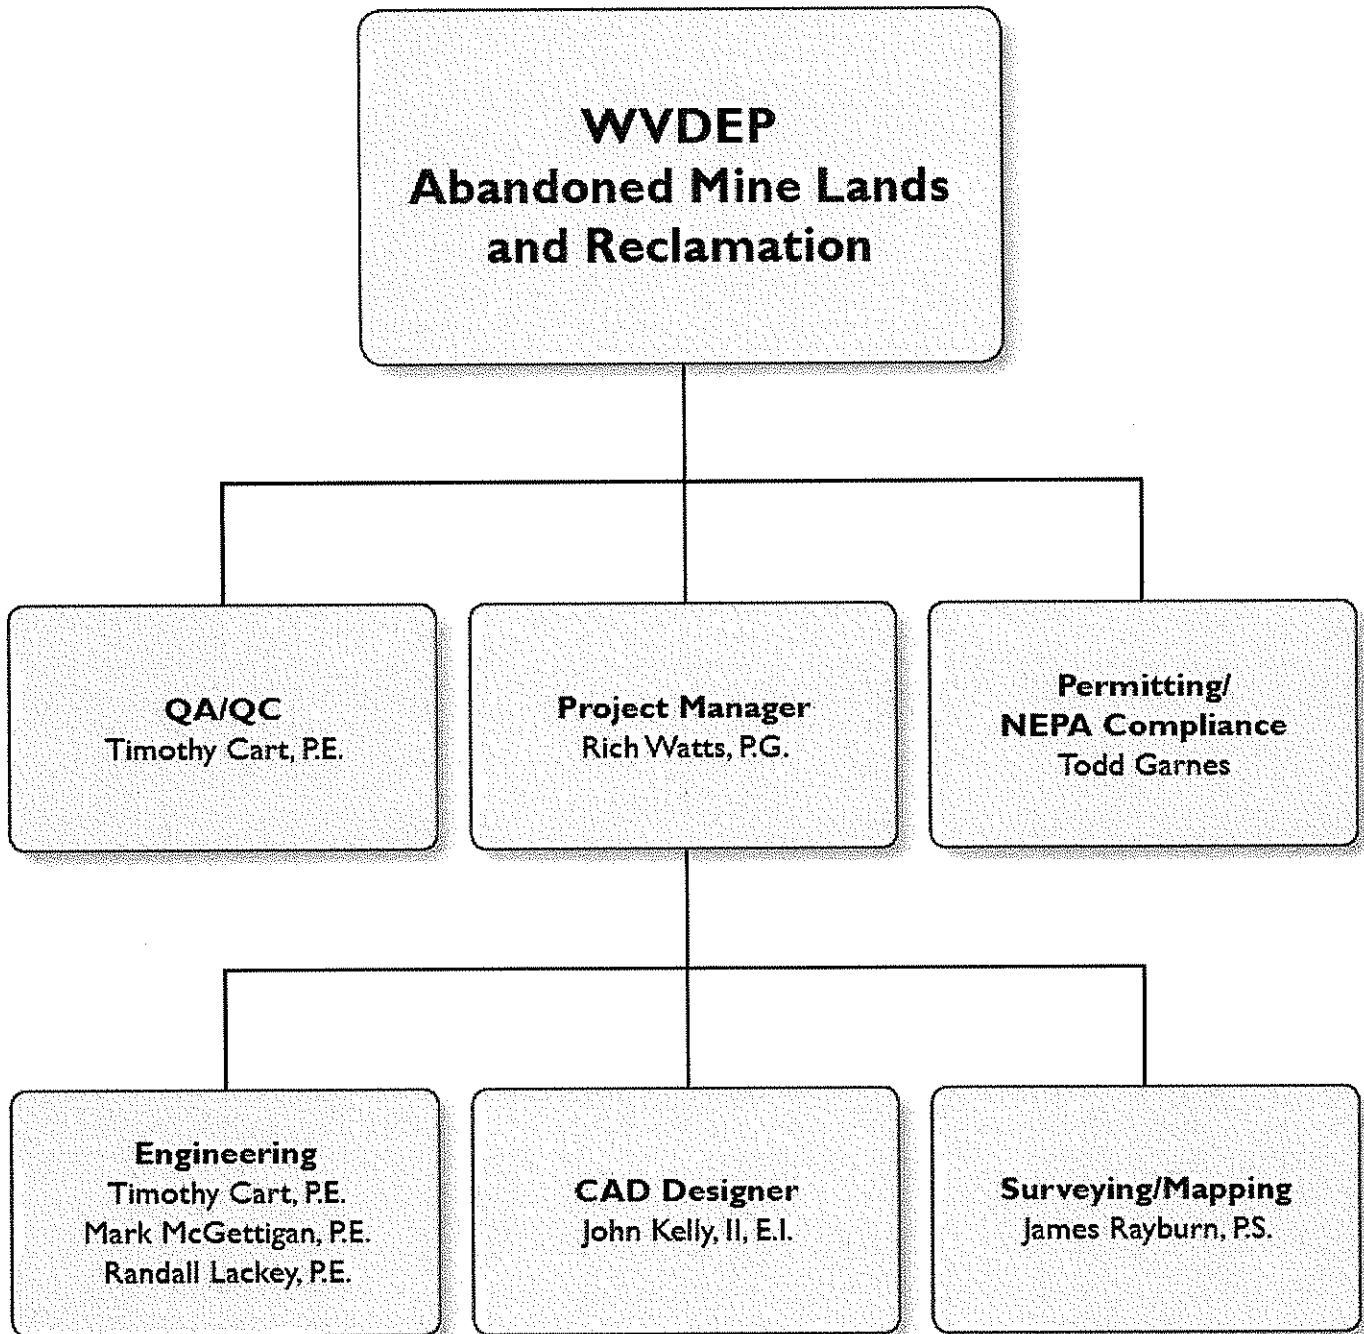 WVDEP
Abandoned Mine Lands
and Reclamation
QA/QC
Timothy Cart, P.E.
Project Manager
Rich Watts, P.G.
Permitting/
NEPA Compliance
Todd Garnes
Engineering
Timothy Cart, P.E.
Mark McGettigan, P.E.
Randall Lackey, P.E.
CAD Designer
John Kelly, II, E.I.
Surveying/Mapping
James Rayburn, P.S.